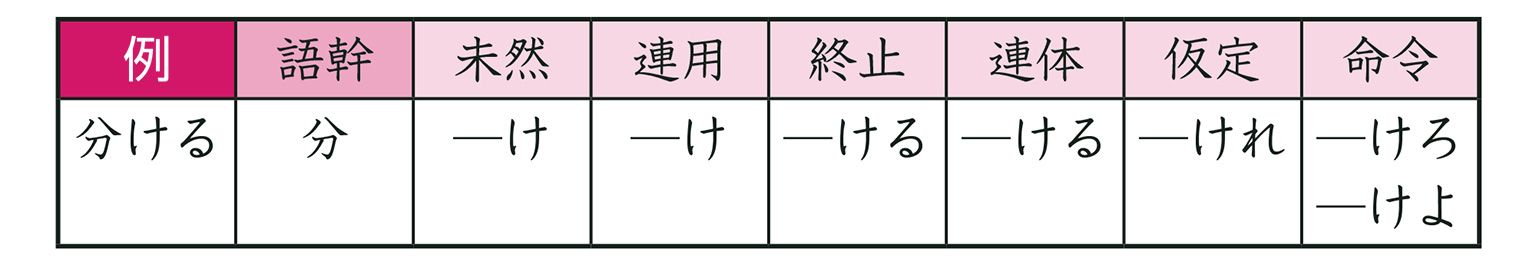 例 語幹 未然 連用 終止 連体 仮定 命令
分ける 分 ―け ―け ―ける ―ける ―けれ ―けろ
―けよ